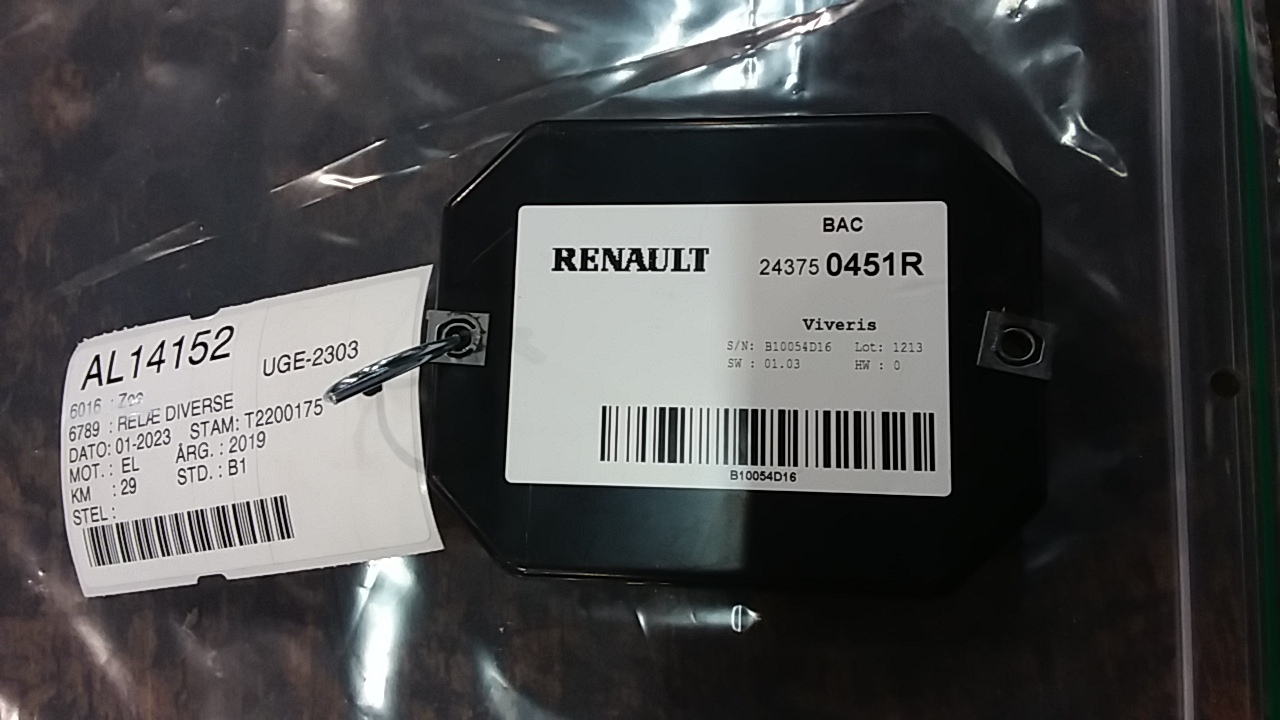 AL14152 UGE-2303
6016 : Zoe
6789 : RELÆ DIVERSE
DATO: 01-2023 STAM: T2200175
MOT. : EL ÅRG. : 2019
KM : 29 STD. : B1
STEL :
BAC
RENAULT 24375 0451R
Viveris
S/N: B10054D16 Lot: 1213
SW : 01.03 HW : 0
B10054D16